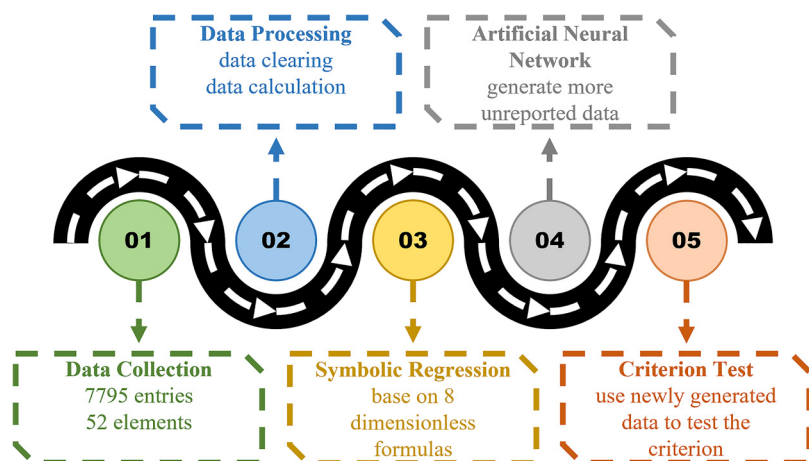 Data Processing
data clearing
data calculation
Artificial Neural
Network
generate more
unreported data
01
02
03
04
05
Data Collection
7795 entries
52 elements
Symbolic Regression
base on 8
dimensionless
formulas
Criterion Test
use newly generated
data to test the
criterion